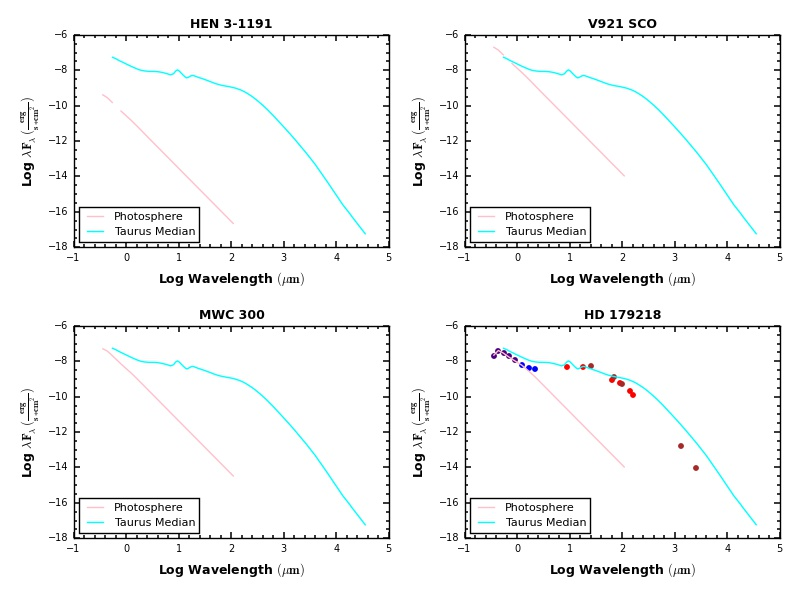 HEN 3-1191
−6
−8
−10
−12
−14
−16
−18
−1 0 1 2 3 4 5
Log λF_λ (erg / s*cm²)
Log Wavelength (μm)
Photosphere
Taurus Median
V921 SCO
−6
−8
−10
−12
−14
−16
−18
−1 0 1 2 3 4 5
Log λF_λ (erg / s*cm²)
Log Wavelength (μm)
Photosphere
Taurus Median
MWC 300
−6
−8
−10
−12
−14
−16
−18
−1 0 1 2 3 4 5
Log λF_λ (erg / s*cm²)
Log Wavelength (μm)
Photosphere
Taurus Median
HD 179218
−6
−8
−10
−12
−14
−16
−18
−1 0 1 2 3 4 5
Log λF_λ (erg / s*cm²)
Log Wavelength (μm)
Photosphere
Taurus Median